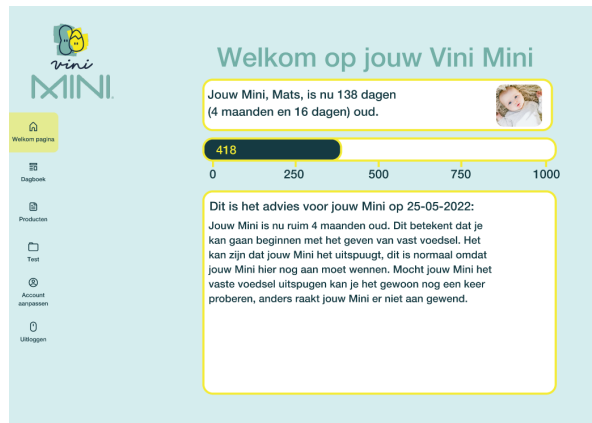 vini
MINI.
Welkom pagina
Dagboek
Producten
Test
Account
aanpassen
Uitloggen
Welkom op jouw Vini Mini
Jouw Mini, Mats, is nu 138 dagen
(4 maanden en 16 dagen) oud.
418
0 250 500 750 1000
Dit is het advies voor jouw Mini op 25-05-2022:
Jouw Mini is nu ruim 4 maanden oud. Dit betekent dat je
kan gaan beginnen met het geven van vast voedsel. Het
kan zijn dat jouw Mini het uitspuugt, dit is normaal omdat
jouw Mini hier nog aan moet wennen. Mocht jouw Mini het
vaste voedsel uitspugen kan je het gewoon nog een keer
proberen, anders raakt jouw Mini er niet aan gewend.